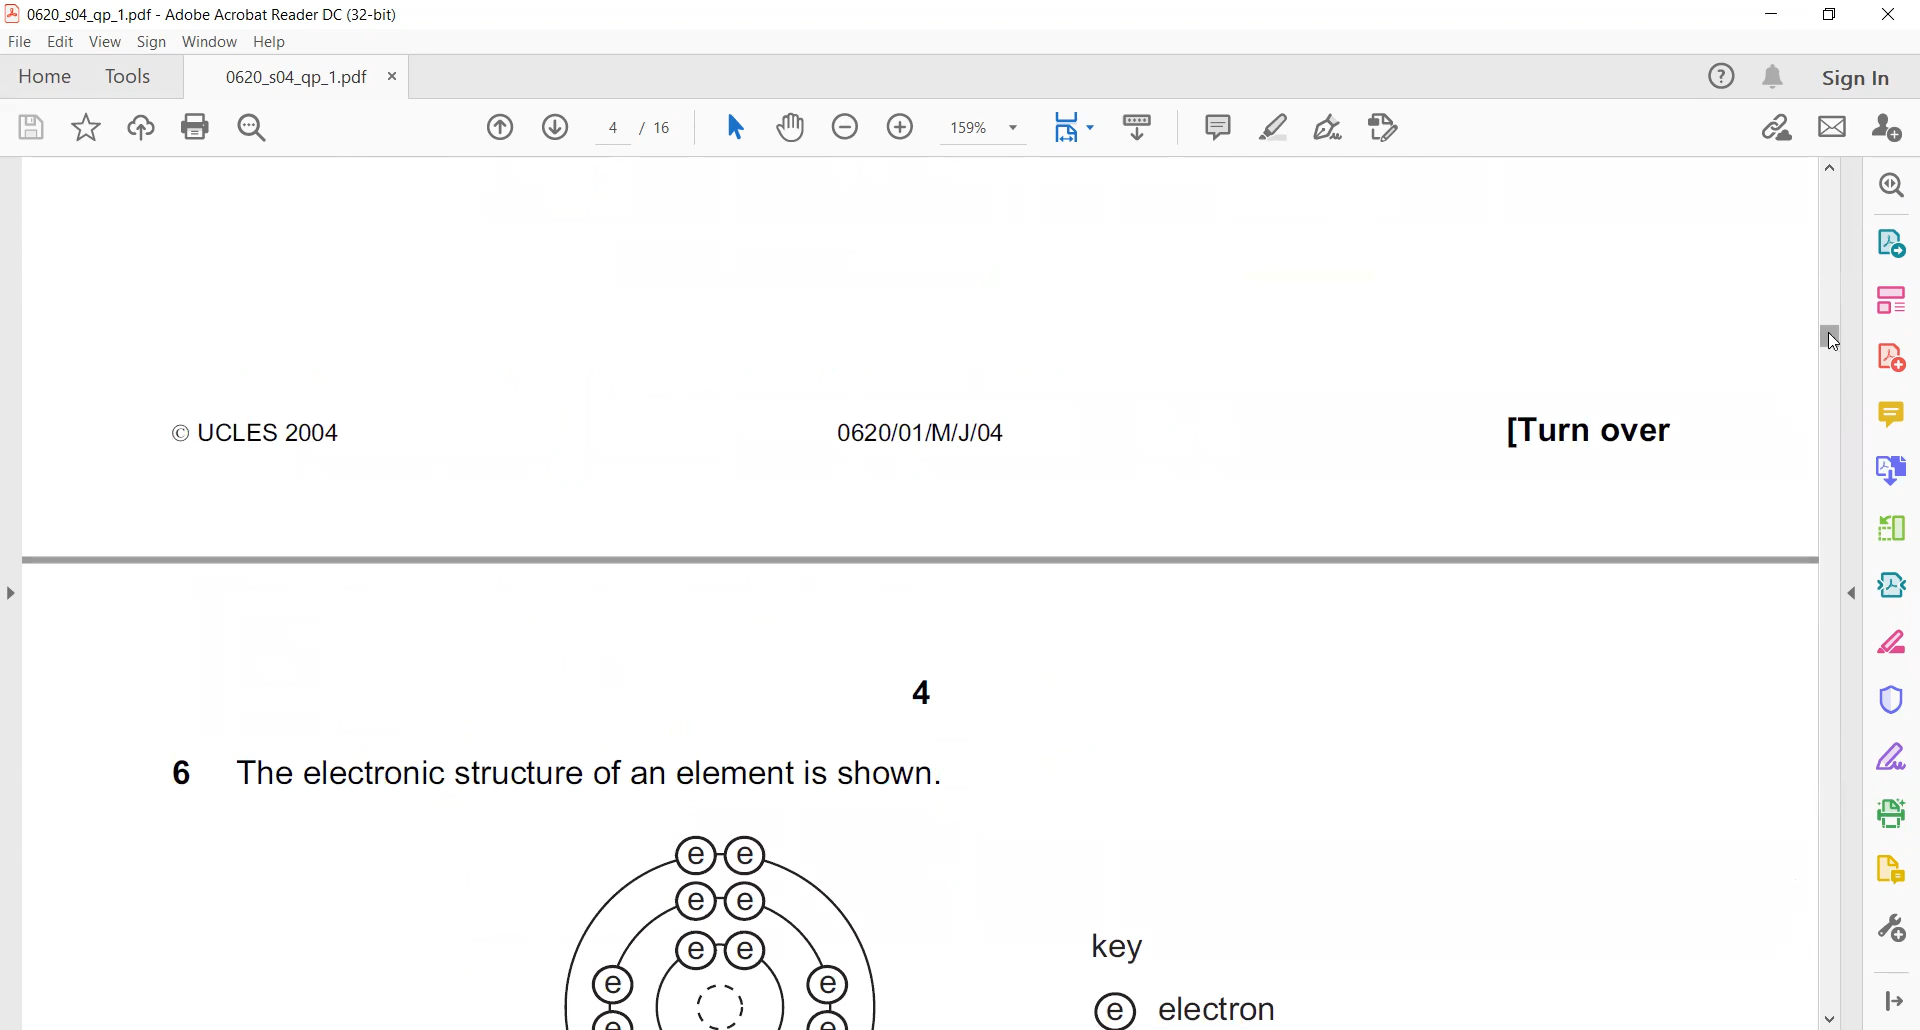 0620_s04_qp_1.pdf - Adobe Acrobat Reader DC (32-bit)
File Edit View Sign Window Help
Home Tools 0620_s04_qp_1.pdf × Sign In
4 / 16 159%
© UCLES 2004 0620/01/M/J/04 [Turn over
4
6 The electronic structure of an element is shown.
e e
e e
e e
key
e e
e electron
e e